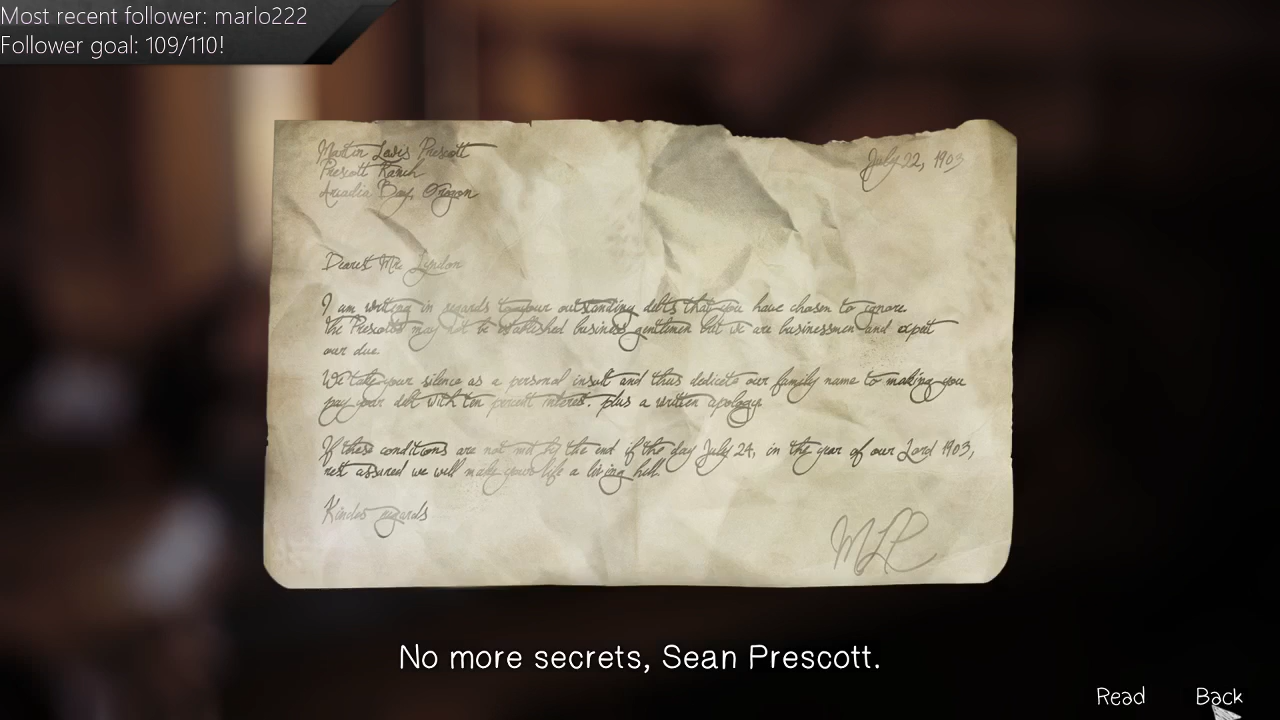 Most recent follower: marlo222
Follower goal: 109/110!
Martin Lewis Prescott
July 22, 1903
Prescott Ranch
Arcadia Bay, Oregon
Dearest Mr. Lyndon
I am writing in regards to your outstanding debts that you have chosen to ignore.
The Prescotts may not be established business gentlemen but we are businessmen and expect
our due.
We take your silence as a personal insult and thus dedicate our family name to making you
pay your debt with ten percent interest, plus a written apology.
If these conditions are not met by the end if the day July 24, in the year of our Lord 1903,
rest assured we will make your life a living hell.
Kindes regards
MLP
No more secrets, Sean Prescott.
Read
Back